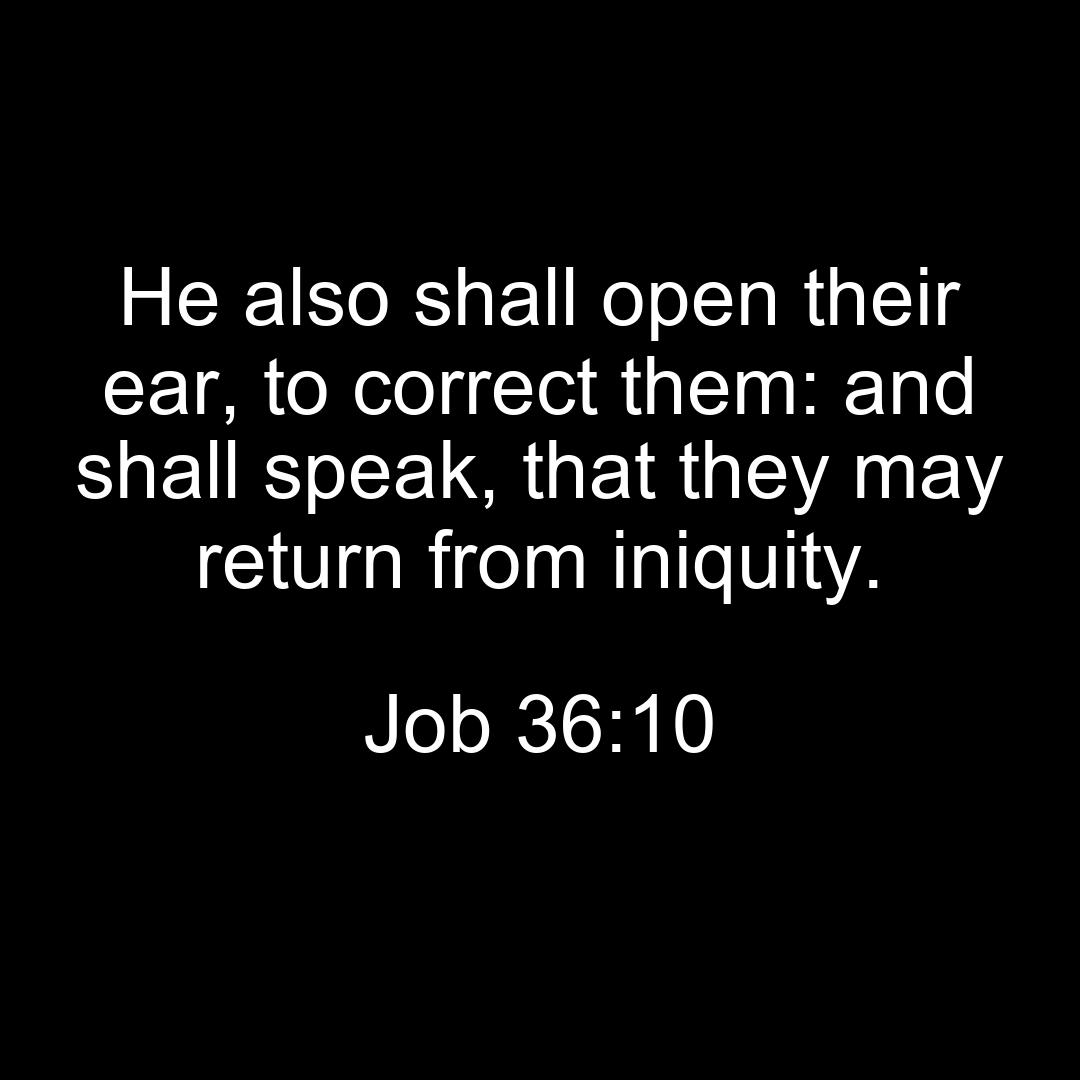 He also shall open their
ear, to correct them: and
shall speak, that they may
return from iniquity.
Job 36:10